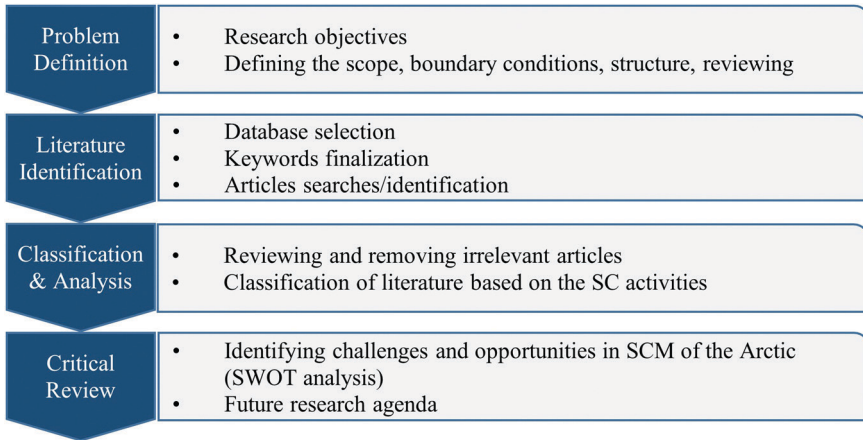 Problem
Definition
• Research objectives
• Defining the scope, boundary conditions, structure, reviewing
Literature
Identification
• Database selection
• Keywords finalization
• Articles searches/identification
Classification
& Analysis
• Reviewing and removing irrelevant articles
• Classification of literature based on the SC activities
Critical
Review
• Identifying challenges and opportunities in SCM of the Arctic
(SWOT analysis)
• Future research agenda